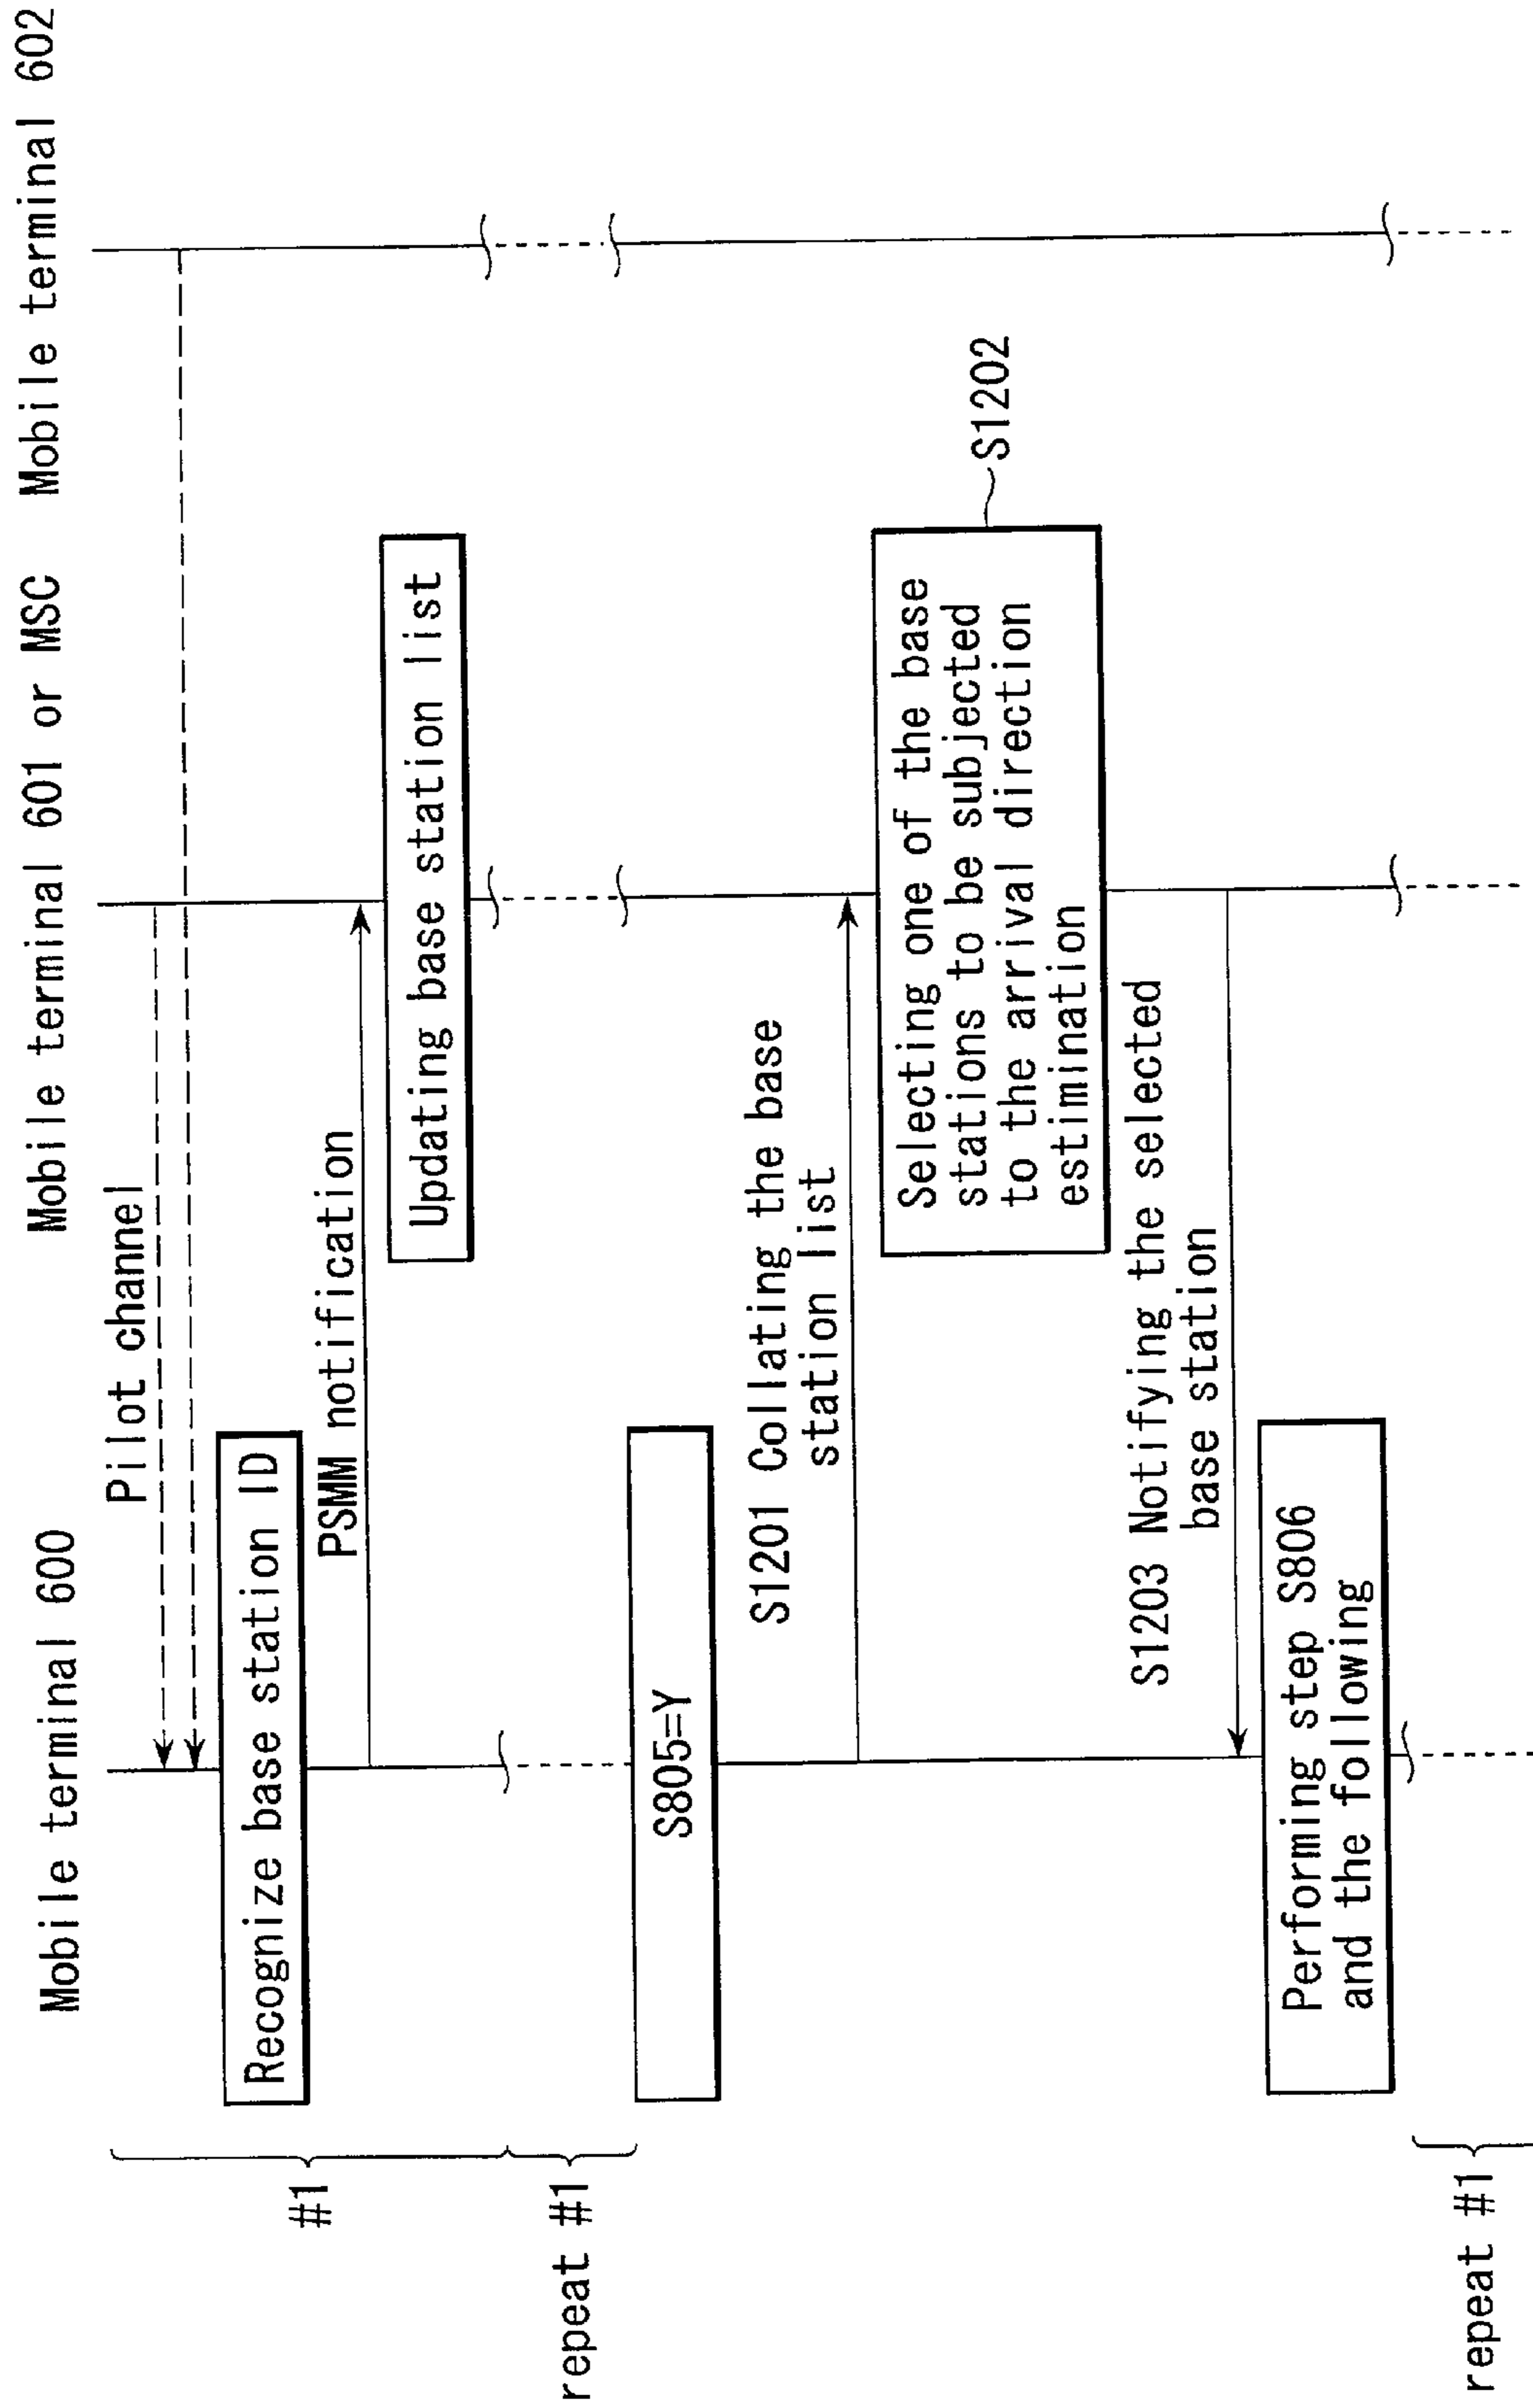 Mobile terminal 600
Mobile terminal 601 or MSC
Mobile terminal 602
Pilot channel
Recognize base station ID
PSMM notification
Updating base station list
#1
repeat #1
S805=Y
S1201 Collating the base
station list
Selecting one of the base
stations to be subjected
to the arrival direction
estimination
S1202
S1203 Notifying the selected
base station
Performing step S806
and the following
repeat #1